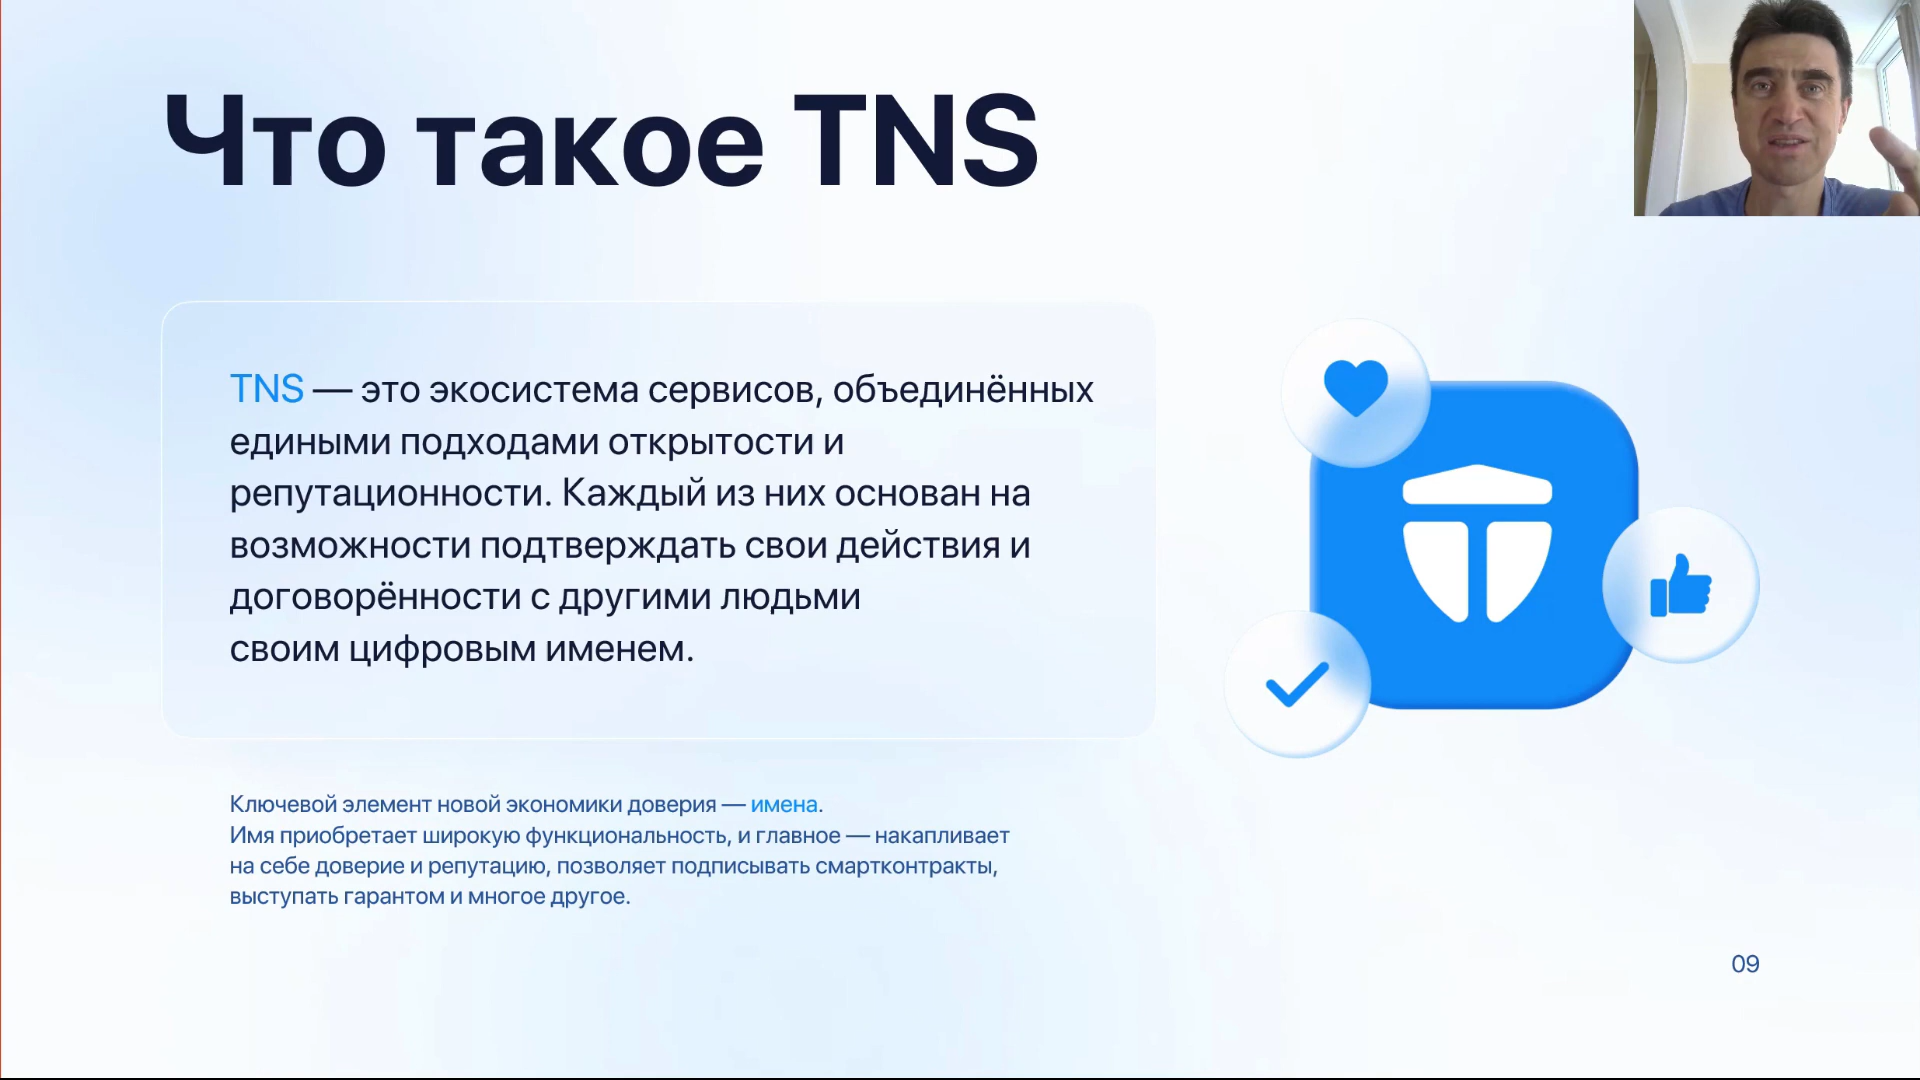 Что такое TNS
TNS — это экосистема сервисов, объединённых
едиными подходами открытости и
репутационности. Каждый из них основан на
возможности подтверждать свои действия и
договорённости с другими людьми
своим цифровым именем.
Ключевой элемент новой экономики доверия — имена.
Имя приобретает широкую функциональность, и главное — накапливает
на себе доверие и репутацию, позволяет подписывать смартконтракты,
выступать гарантом и многое другое.
09